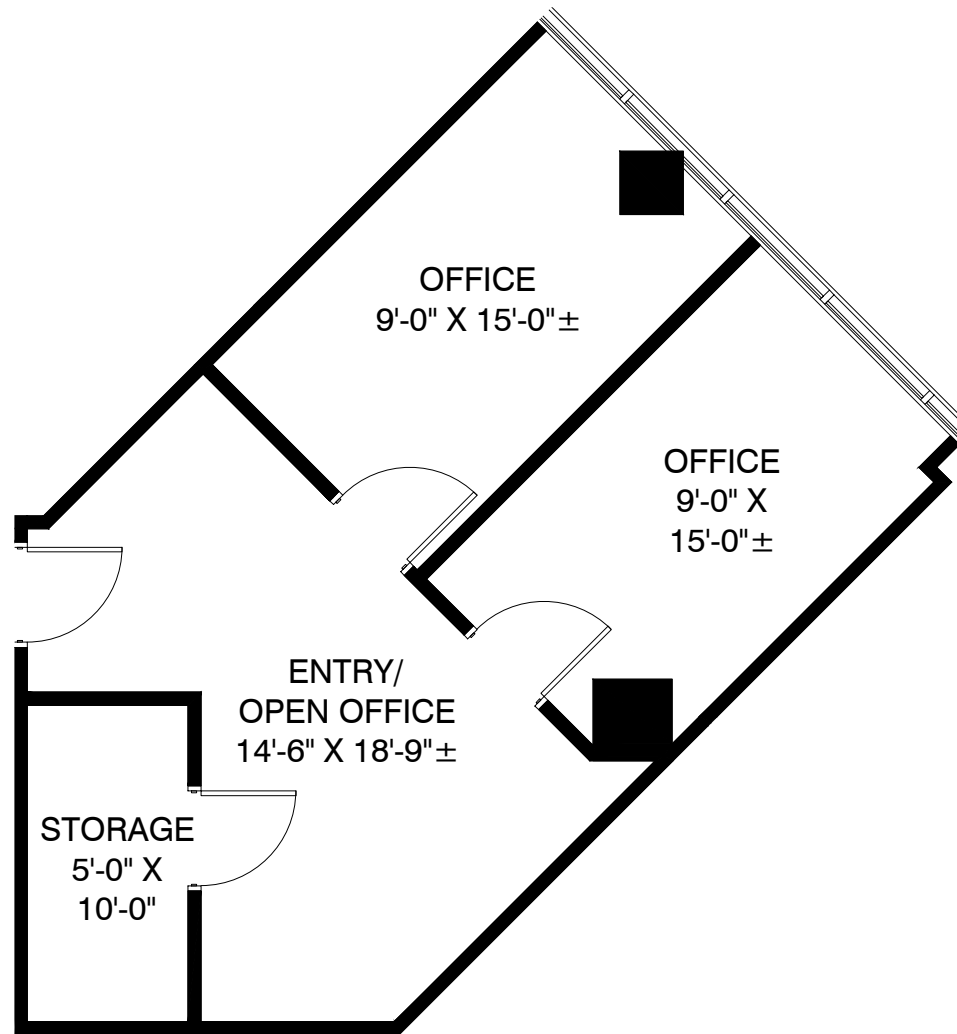 OFFICE
9'-0" X 15'-0"±
OFFICE
9'-0" X
15'-0"±
ENTRY/
OPEN OFFICE
14'-6" X 18'-9"±
STORAGE
5'-0" X
10'-0"